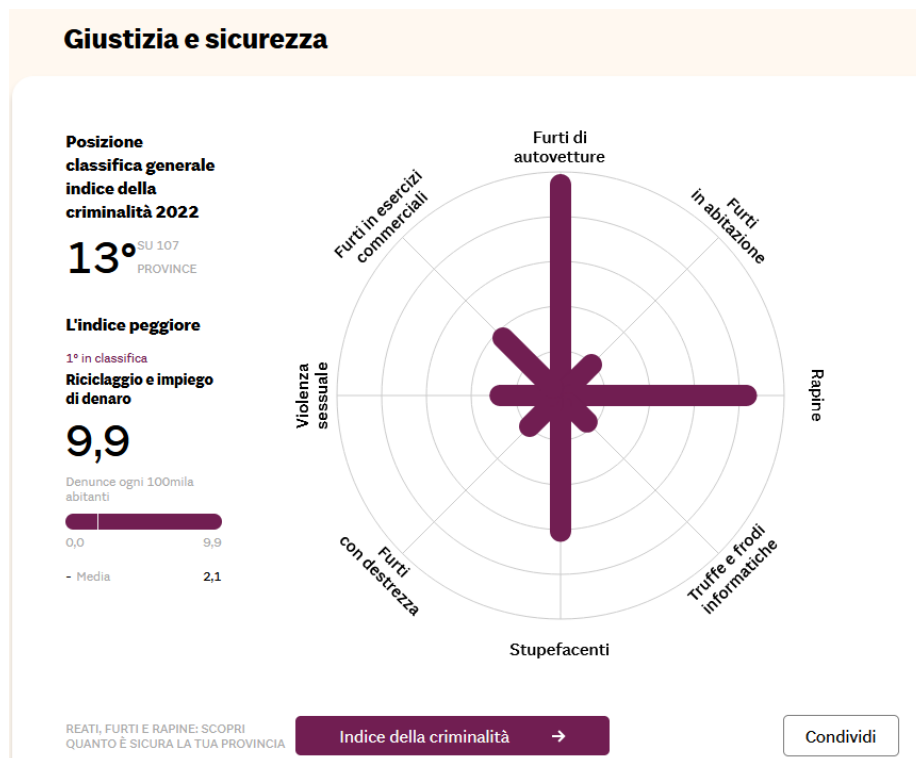 Giustizia e sicurezza
Posizione
classifica generale
indice della
criminalità 2022
13° SU 107
PROVINCE
L'indice peggiore
1° in classifica
Riciclaggio e impiego
di denaro
9,9
Denunce ogni 100mila
abitanti
0,0 9,9
- Media 2,1
Furti di
autovetture
Furti
in abitazione
Rapine
Truffe e frodi
informatiche
Stupefacenti
Furti
con destrezza
Violenza
sessuale
Furti in esercizi
commerciali
REATI, FURTI E RAPINE: SCOPRI
QUANTO È SICURA LA TUA PROVINCIA
Indice della criminalità →
Condividi